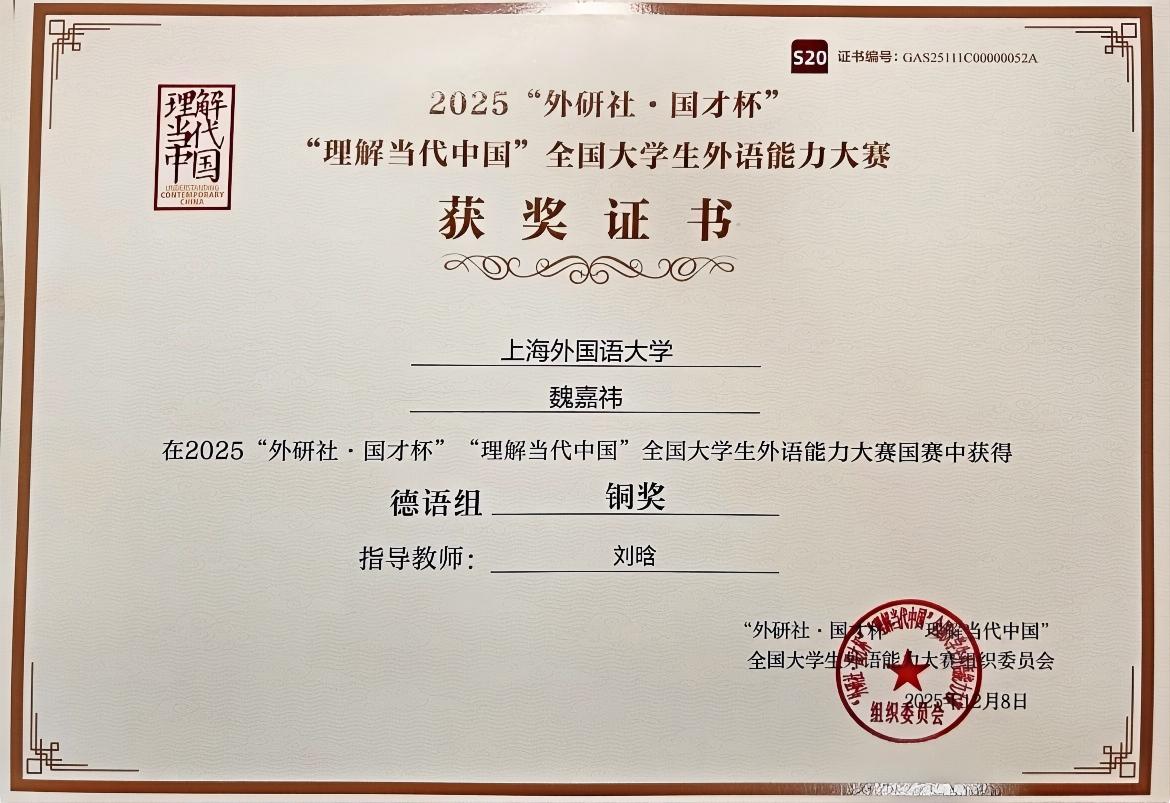 S20 证书编号：GAS25111C00000052A
理解
当代
中国
UNDERSTANDING
CONTEMPORARY
CHINA
2025“外研社·国才杯”
“理解当代中国”全国大学生外语能力大赛
获奖证书
上海外国语大学
魏嘉祎
在2025“外研社·国才杯”“理解当代中国”全国大学生外语能力大赛国赛中获得
德语组 铜奖
指导教师： 刘晗
“外研社·国才杯”“理解当代中国”
全国大学生外语能力大赛组织委员会
2025年12月8日
组织委员会